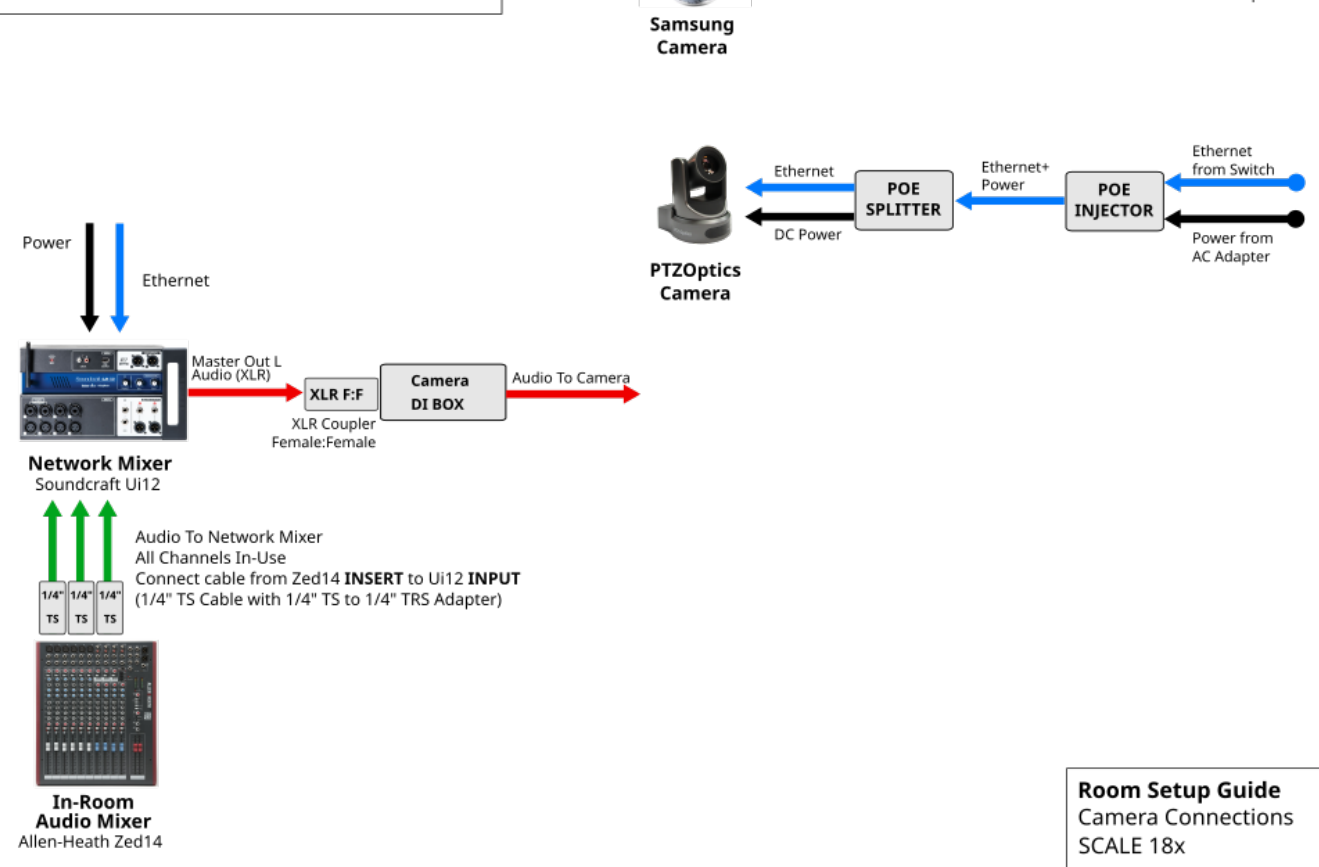 Samsung
Camera
Ethernet
DC Power
PTZOptics
Camera
POE
SPLITTER
Ethernet+
Power
POE
INJECTOR
Ethernet
from Switch
Power from
AC Adapter
Power
Ethernet
Master Out L
Audio (XLR)
XLR F:F
XLR Coupler
Female:Female
Camera
DI BOX
Audio To Camera
Network Mixer
Soundcraft Ui12
Audio To Network Mixer
All Channels In-Use
Connect cable from Zed14 INSERT to Ui12 INPUT
(1/4" TS Cable with 1/4" TS to 1/4" TRS Adapter)
1/4"
TS
1/4"
TS
1/4"
TS
In-Room
Audio Mixer
Allen-Heath Zed14
Room Setup Guide
Camera Connections
SCALE 18x